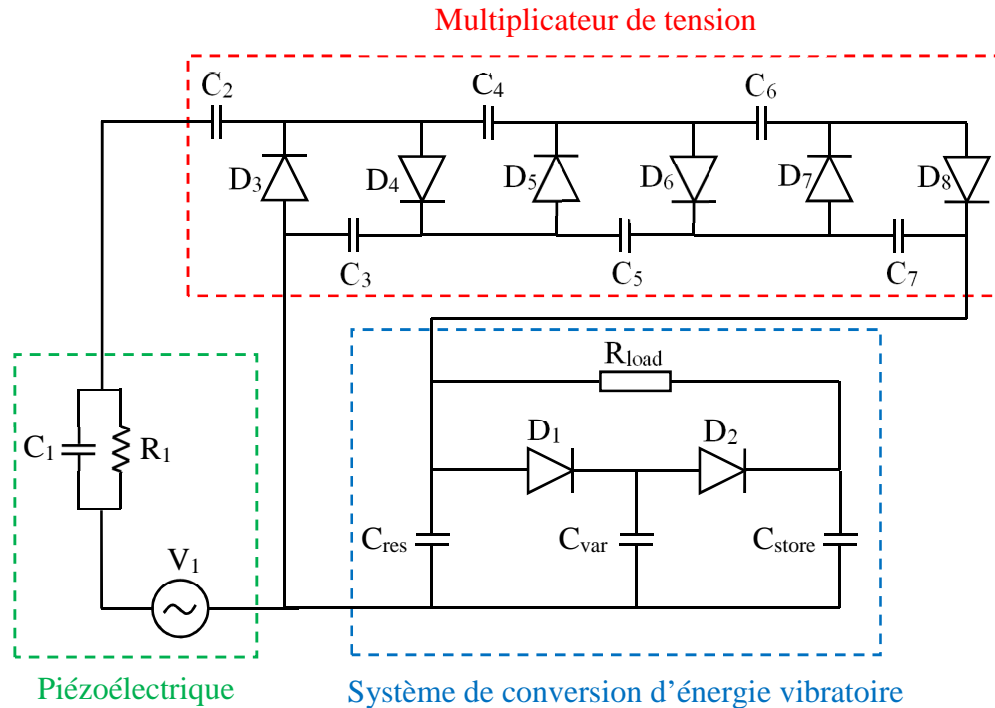 Multiplicateur de tension
C2 C4 C6
D3 D4 D5 D6 D7 D8
C3 C5 C7
Rload
C1 R1
D1 D2
Cres Cvar Cstore
V1
Piézoélectrique
Système de conversion d’énergie vibratoire